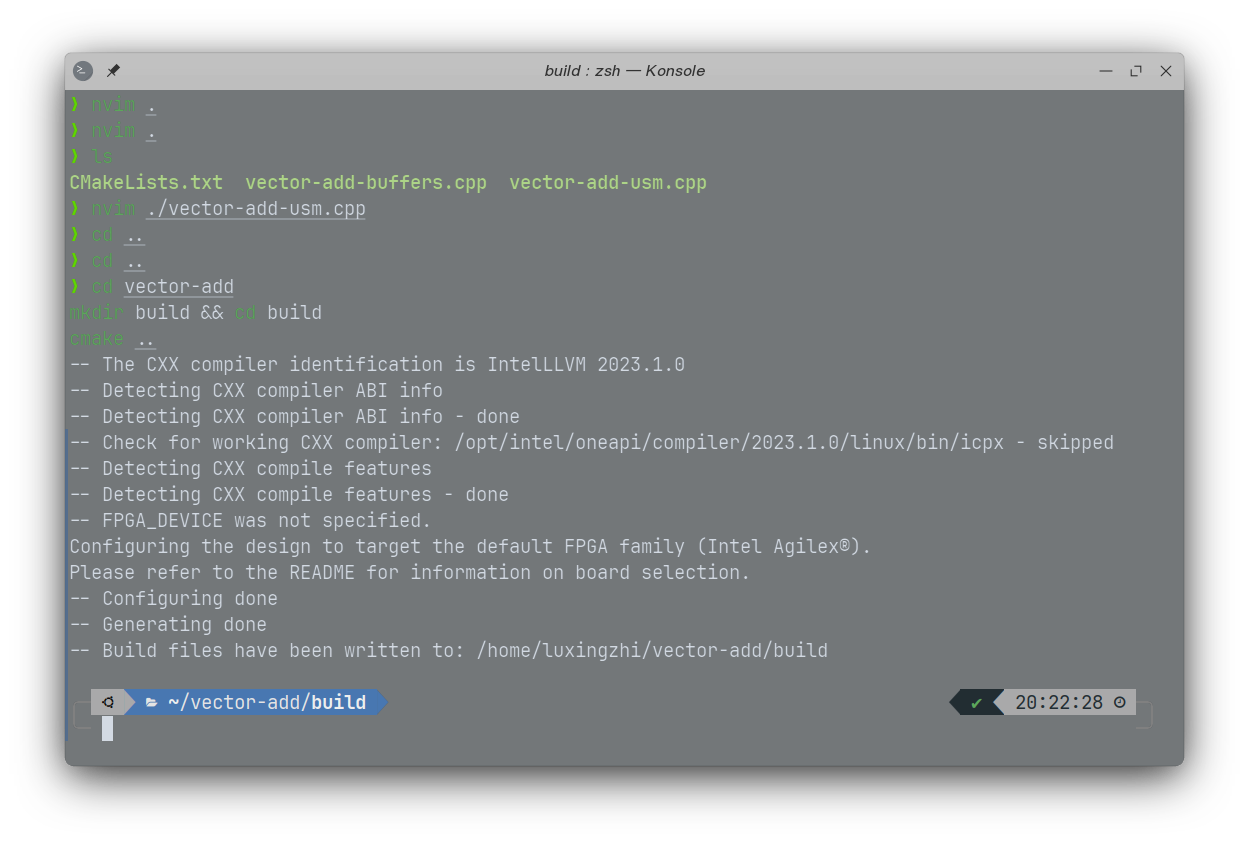 build : zsh — Konsole
❯ nvim .
❯ nvim .
❯ ls
CMakeLists.txt  vector-add-buffers.cpp  vector-add-usm.cpp
❯ nvim ./vector-add-usm.cpp
❯ cd ..
❯ cd ..
❯ cd vector-add
mkdir build && cd build
cmake ..
-- The CXX compiler identification is IntelLLVM 2023.1.0
-- Detecting CXX compiler ABI info
-- Detecting CXX compiler ABI info - done
-- Check for working CXX compiler: /opt/intel/oneapi/compiler/2023.1.0/linux/bin/icpx - skipped
-- Detecting CXX compile features
-- Detecting CXX compile features - done
-- FPGA_DEVICE was not specified.
Configuring the design to target the default FPGA family (Intel Agilex®).
Please refer to the README for information on board selection.
-- Configuring done
-- Generating done
-- Build files have been written to: /home/luxingzhi/vector-add/build
~/vector-add/build ✔ 20:22:28